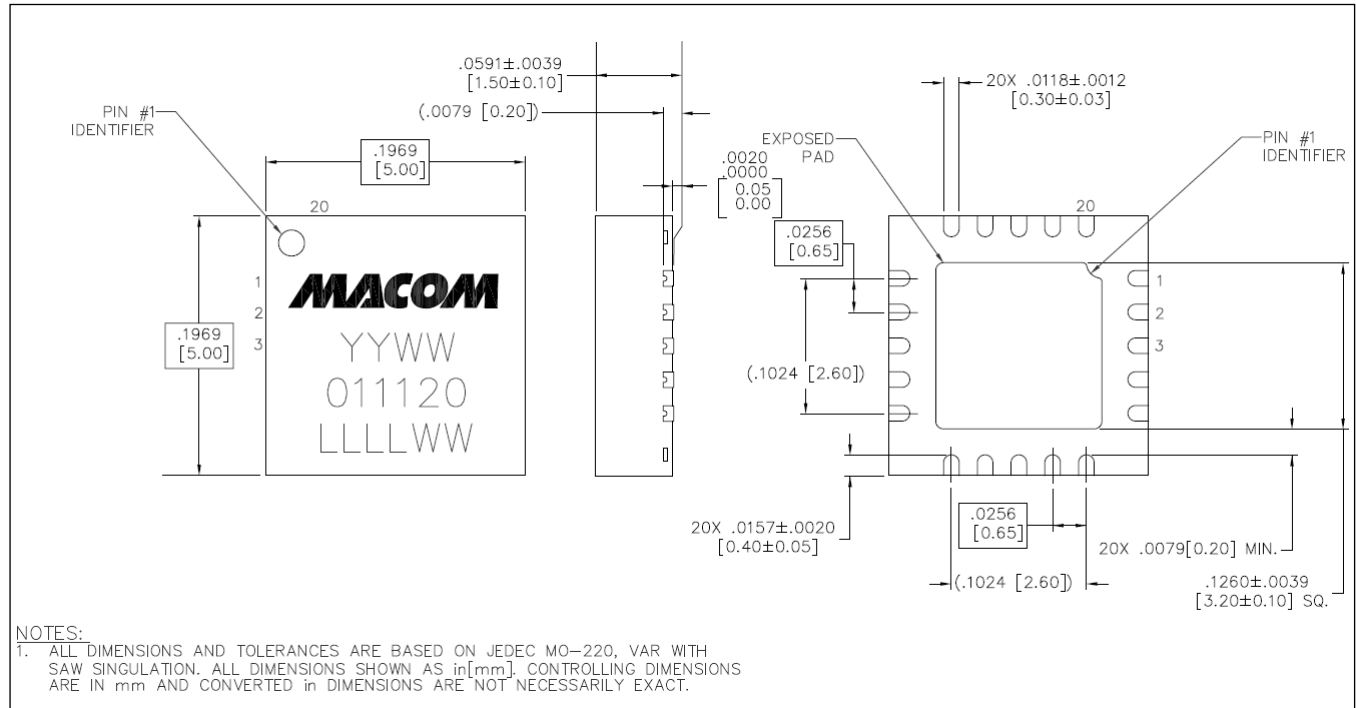 PIN #1
IDENTIFIER
.1969
[5.00]
20
.1969
[5.00]
1
2
3
MACOM
YYWW
011120
LLLLWW
.0591±.0039
[1.50±0.10]
(.0079 [0.20])
.0020
.0000
[0.05
0.00]
20X .0118±.0012
[0.30±0.03]
EXPOSED
PAD
PIN #1
IDENTIFIER
20
.0256
[0.65]
1
2
3
(.1024 [2.60])
20X .0157±.0020
[0.40±0.05]
.0256
[0.65]
(.1024 [2.60])
20X .0079[0.20] MIN.
.1260±.0039
[3.20±0.10] SQ.
NOTES:
1. ALL DIMENSIONS AND TOLERANCES ARE BASED ON JEDEC MO-220, VAR WITH
SAW SINGULATION. ALL DIMENSIONS SHOWN AS in[mm]. CONTROLLING DIMENSIONS
ARE IN mm AND CONVERTED in DIMENSIONS ARE NOT NECESSARILY EXACT.